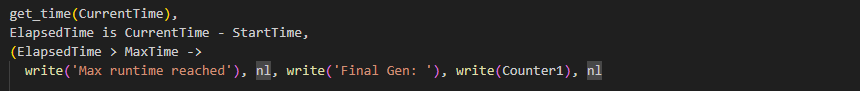 get_time(CurrentTime),
ElapsedTime is CurrentTime - StartTime,
(ElapsedTime > MaxTime ->
write('Max runtime reached'), nl, write('Final Gen: '), write(Counter1), nl